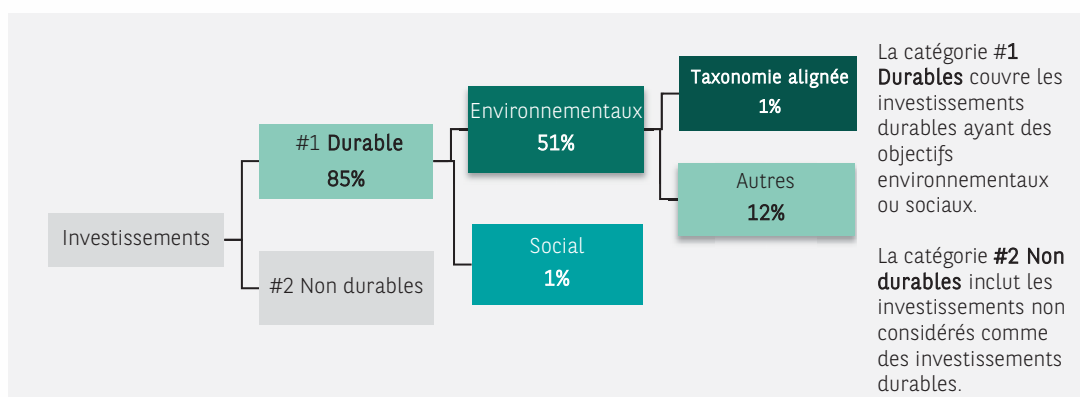 Investissements
#1 Durable
85%
#2 Non durables
Environnementaux
51%
Social
1%
Taxonomie alignée
1%
Autres
12%
La catégorie #1
Durables couvre les
investissements
durables ayant des
objectifs
environnementaux
ou sociaux.
La catégorie #2 Non
durables inclut les
investissements non
considérés comme
des investissements
durables.